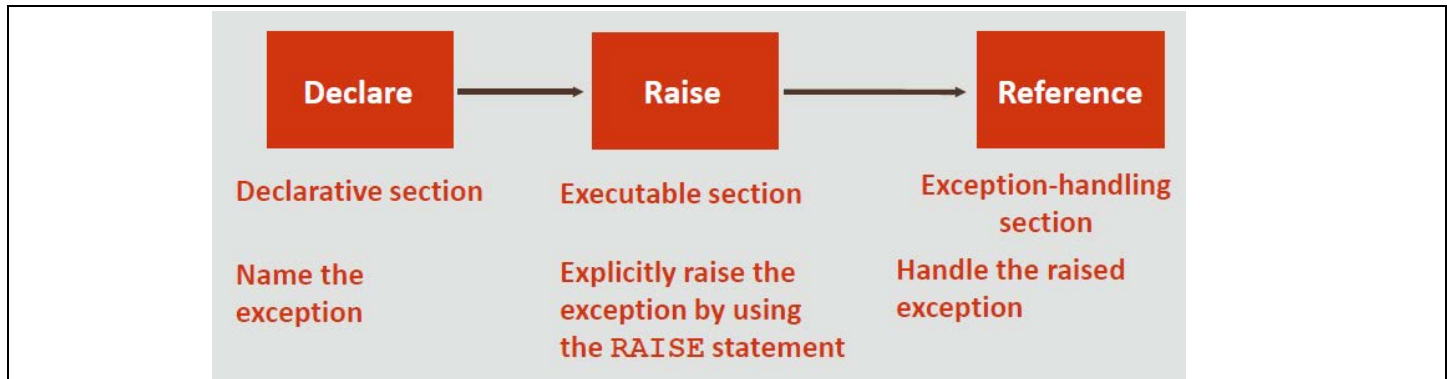 Declare
Raise
Reference
Declarative section
Executable section
Exception-handling
section
Name the
exception
Explicitly raise the
exception by using
the RAISE statement
Handle the raised
exception